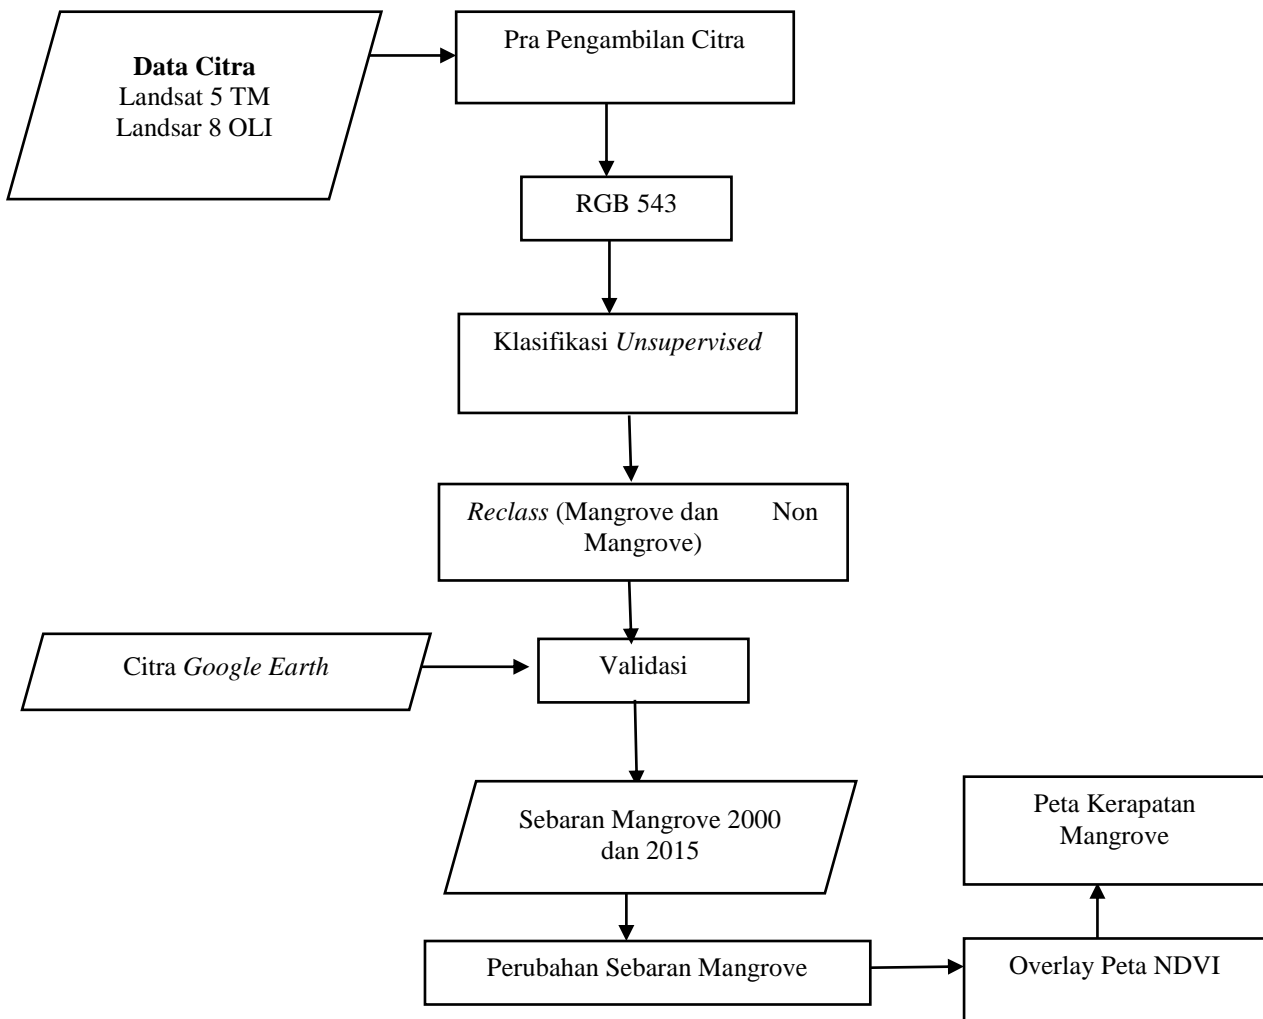 Data Citra
Landsat 5 TM
Landsar 8 OLI
Pra Pengambilan Citra
RGB 543
Klasifikasi Unsupervised
Reclass (Mangrove dan Non
Mangrove)
Citra Google Earth
Validasi
Sebaran Mangrove 2000
dan 2015
Perubahan Sebaran Mangrove
Overlay Peta NDVI
Peta Kerapatan
Mangrove